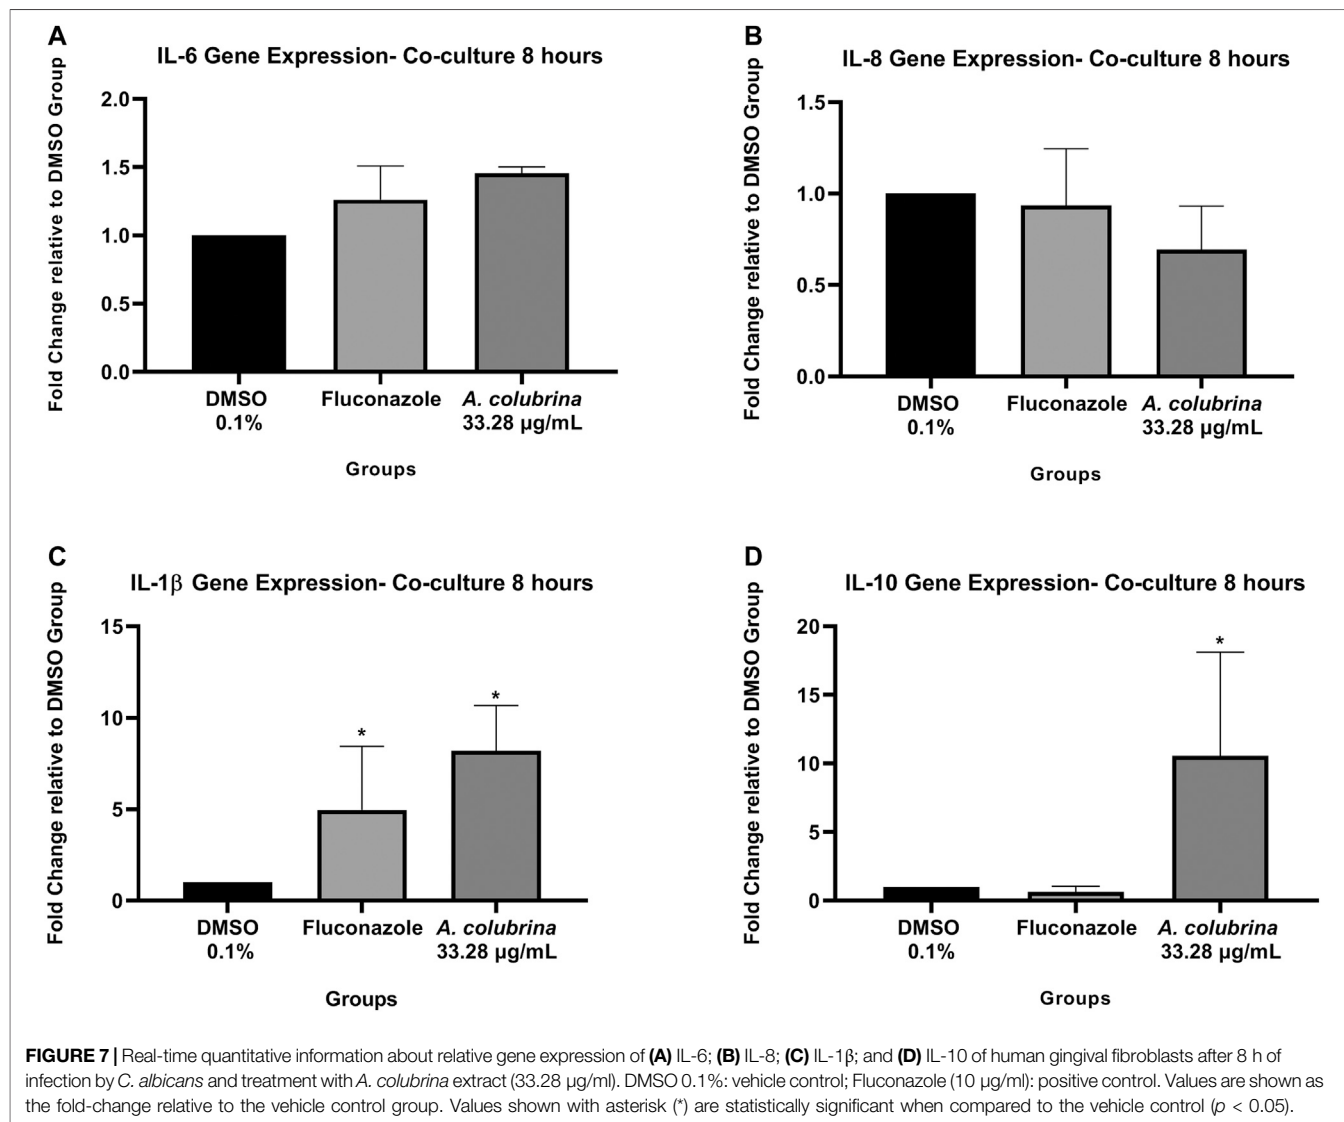 A
IL-6 Gene Expression- Co-culture 8 hours
Fold Change relative to DMSO Group
2.0
1.5
1.0
0.5
0.0
DMSO
0.1%
Fluconazole
A. colubrina
33.28 µg/mL
Groups
B
IL-8 Gene Expression- Co-culture 8 hours
Fold Change relative to DMSO Group
1.5
1.0
0.5
0.0
DMSO
0.1%
Fluconazole
A. colubrina
33.28 µg/mL
Groups
C
IL-1β Gene Expression- Co-culture 8 hours
Fold Change relative to DMSO Group
15
10
5
0
*
*
DMSO
0.1%
Fluconazole
A. colubrina
33.28 µg/mL
Groups
D
IL-10 Gene Expression- Co-culture 8 hours
Fold Change relative to DMSO Group
20
15
10
5
0
*
DMSO
0.1%
Fluconazole
A. colubrina
33.28 µg/mL
Groups
FIGURE 7 | Real-time quantitative information about relative gene expression of (A) IL-6; (B) IL-8; (C) IL-1β; and (D) IL-10 of human gingival fibroblasts after 8 h of
infection by C. albicans and treatment with A. colubrina extract (33.28 µg/ml). DMSO 0.1%: vehicle control; Fluconazole (10 µg/ml): positive control. Values are shown as
the fold-change relative to the vehicle control group. Values shown with asterisk (*) are statistically significant when compared to the vehicle control (p < 0.05).